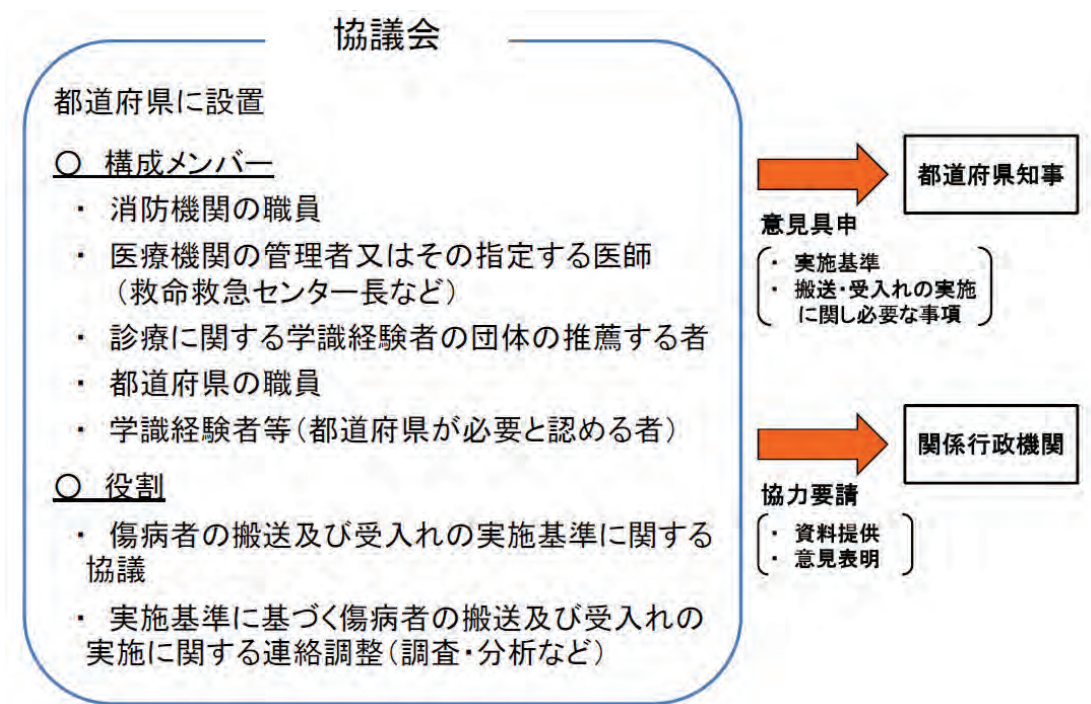 協議会
都道府県に設置
〇 構成メンバー
・ 消防機関の職員
・ 医療機関の管理者又はその指定する医師
(救命救急センター長など)
・ 診療に関する学識経験者の団体の推薦する者
・ 都道府県の職員
・ 学識経験者等(都道府県が必要と認める者)
〇 役割
・ 傷病者の搬送及び受入れの実施基準に関する
協議
・ 実施基準に基づく傷病者の搬送及び受入れの
実施に関する連絡調整(調査・分析など)
都道府県知事
意見具申
・ 実施基準
・ 搬送・受入れの実施
に関し必要な事項
関係行政機関
協力要請
・ 資料提供
・ 意見表明